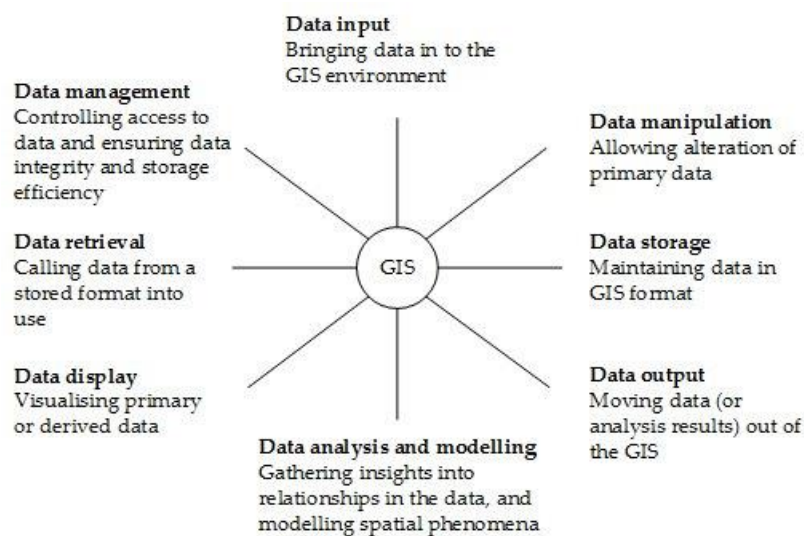 Data input
Bringing data in to the
GIS environment
Data management
Controlling access to
data and ensuring data
integrity and storage
efficiency
Data manipulation
Allowing alteration of
primary data
Data retrieval
Calling data from a
stored format into
use
GIS
Data storage
Maintaining data in
GIS format
Data display
Visualising primary
or derived data
Data output
Moving data (or
analysis results) out of
the GIS
Data analysis and modelling
Gathering insights into
relationships in the data, and
modelling spatial phenomena